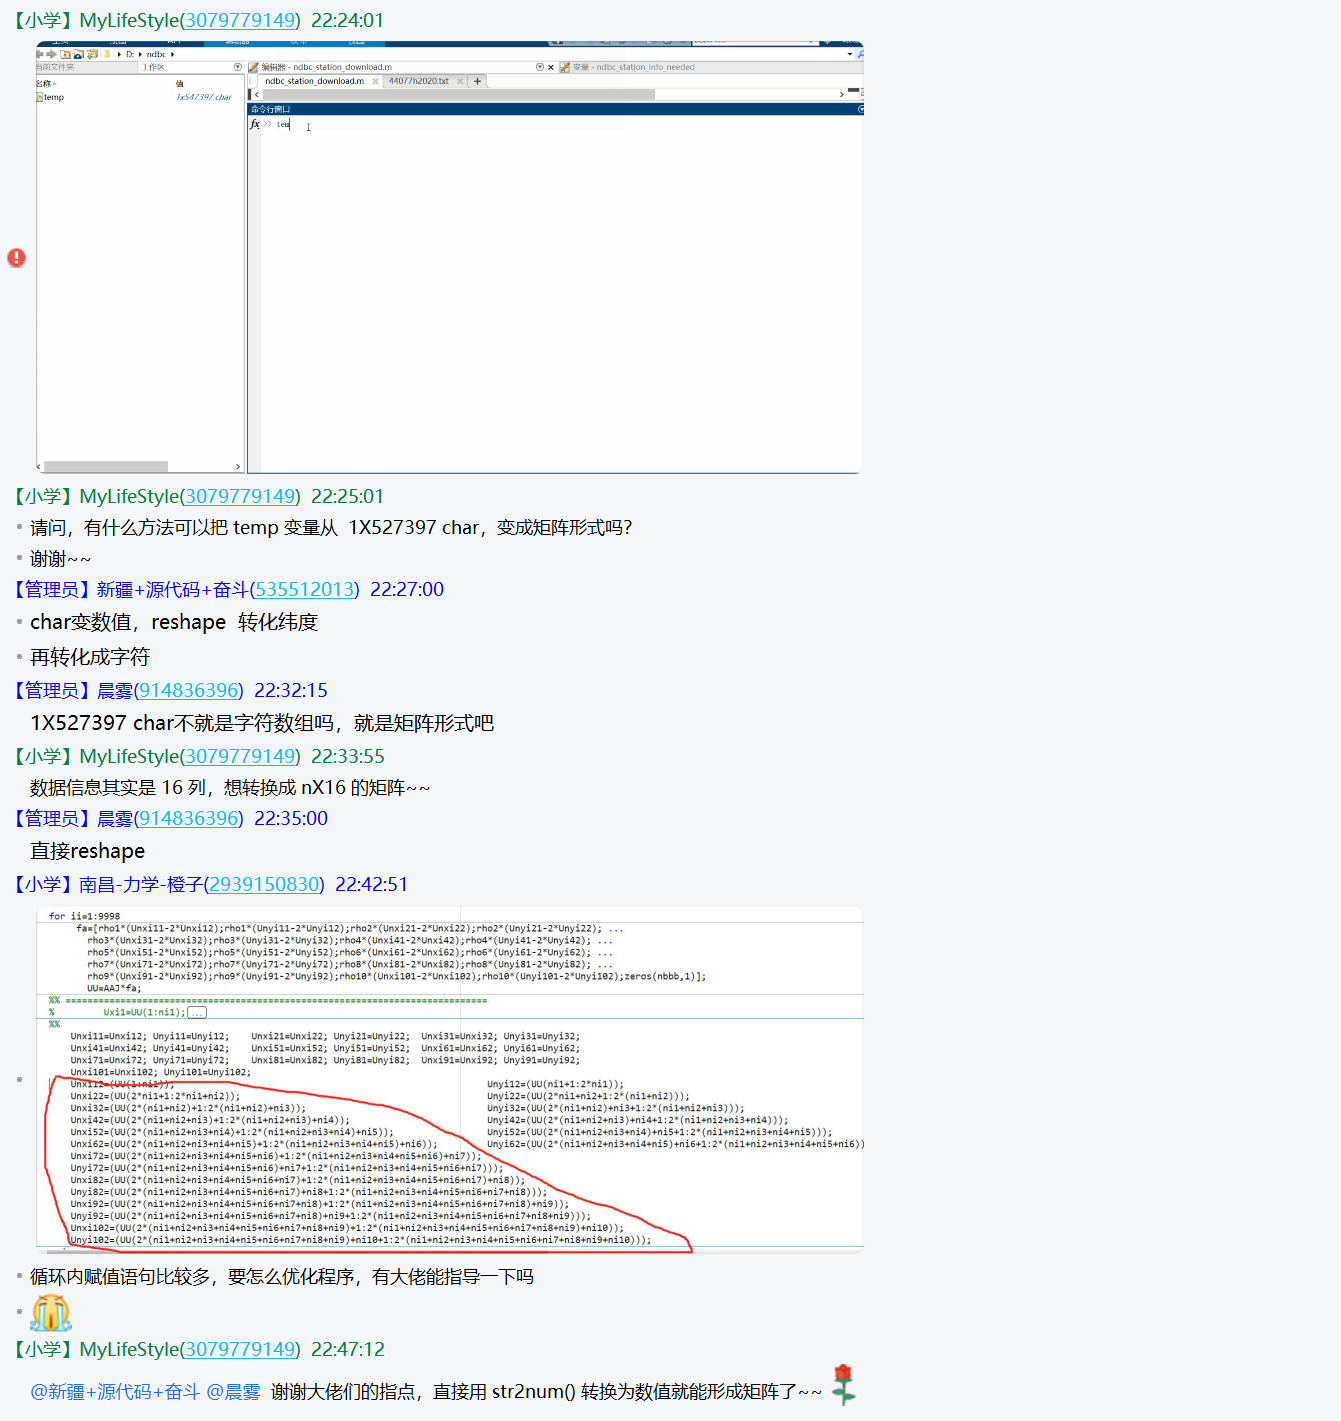 【小学】MyLifeStyle(3079779149)  22:24:01
D: ▸ ndbc ▸
当前文件夹
工作区
编辑器 - ndbc_station_download.m
变量 - ndbc_station_info_needed
名称
值
ndbc_station_download.m
44077h2020.txt
temp
1x547397 char
命令行窗口
fx >> tem
【小学】MyLifeStyle(3079779149)  22:25:01
请问，有什么方法可以把 temp 变量从  1X527397 char，变成矩阵形式吗?
谢谢~~
【管理员】新疆+源代码+奋斗(535512013)  22:27:00
char变数值，reshape  转化纬度
再转化成字符
【管理员】晨雾(914836396)  22:32:15
1X527397 char不就是字符数组吗，就是矩阵形式吧
【小学】MyLifeStyle(3079779149)  22:33:55
数据信息其实是 16 列，想转换成 nX16 的矩阵~~
【管理员】晨雾(914836396)  22:35:00
直接reshape
【小学】南昌-力学-橙子(2939150830)  22:42:51
for ii=1:9998
fa=[rho1*(Unxi11-2*Unxi12);rho1*(Unyi11-2*Unyi12);rho2*(Unxi21-2*Unxi22);rho2*(Unyi21-2*Unyi22); ...
rho3*(Unxi31-2*Unxi32);rho3*(Unyi31-2*Unyi32);rho4*(Unxi41-2*Unxi42);rho4*(Unyi41-2*Unyi42); ...
rho5*(Unxi51-2*Unxi52);rho5*(Unyi51-2*Unyi52);rho6*(Unxi61-2*Unxi62);rho6*(Unyi61-2*Unyi62); ...
rho7*(Unxi71-2*Unxi72);rho7*(Unyi71-2*Unyi72);rho8*(Unxi81-2*Unxi82);rho8*(Unyi81-2*Unyi82); ...
rho9*(Unxi91-2*Unxi92);rho9*(Unyi91-2*Unyi92);rho10*(Unxi101-2*Unxi102);rho10*(Unyi101-2*Unyi102);zeros(nbbb,1)];
UU=AAJ*fa;
%% ==============================================================================
%         Uxi1=UU(1:ni1);...
%%
Unxi11=Unxi12; Unyi11=Unyi12;    Unxi21=Unxi22; Unyi21=Unyi22;  Unxi31=Unxi32; Unyi31=Unyi32;
Unxi41=Unxi42; Unyi41=Unyi42;    Unxi51=Unxi52; Unyi51=Unyi52;  Unxi61=Unxi62; Unyi61=Unyi62;
Unxi71=Unxi72; Unyi71=Unyi72;    Unxi81=Unxi82; Unyi81=Unyi82;  Unxi91=Unxi92; Unyi91=Unyi92;
Unxi101=Unxi102; Unyi101=Unyi102;
Unxi12=(UU(1:ni1)); Unyi12=(UU(ni1+1:2*ni1));
Unxi22=(UU(2*ni1+1:2*ni1+ni2)); Unyi22=(UU(2*ni1+ni2+1:2*(ni1+ni2)));
Unxi32=(UU(2*(ni1+ni2)+1:2*(ni1+ni2)+ni3)); Unyi32=(UU(2*(ni1+ni2)+ni3+1:2*(ni1+ni2+ni3)));
Unxi42=(UU(2*(ni1+ni2+ni3)+1:2*(ni1+ni2+ni3)+ni4)); Unyi42=(UU(2*(ni1+ni2+ni3)+ni4+1:2*(ni1+ni2+ni3+ni4)));
Unxi52=(UU(2*(ni1+ni2+ni3+ni4)+1:2*(ni1+ni2+ni3+ni4)+ni5)); Unyi52=(UU(2*(ni1+ni2+ni3+ni4)+ni5+1:2*(ni1+ni2+ni3+ni4+ni5)));
Unxi62=(UU(2*(ni1+ni2+ni3+ni4+ni5)+1:2*(ni1+ni2+ni3+ni4+ni5)+ni6)); Unyi62=(UU(2*(ni1+ni2+ni3+ni4+ni5)+ni6+1:2*(ni1+ni2+ni3+ni4+ni5+ni6))
Unxi72=(UU(2*(ni1+ni2+ni3+ni4+ni5+ni6)+1:2*(ni1+ni2+ni3+ni4+ni5+ni6)+ni7));
Unyi72=(UU(2*(ni1+ni2+ni3+ni4+ni5+ni6)+ni7+1:2*(ni1+ni2+ni3+ni4+ni5+ni6+ni7)));
Unxi82=(UU(2*(ni1+ni2+ni3+ni4+ni5+ni6+ni7)+1:2*(ni1+ni2+ni3+ni4+ni5+ni6+ni7)+ni8));
Unyi82=(UU(2*(ni1+ni2+ni3+ni4+ni5+ni6+ni7)+ni8+1:2*(ni1+ni2+ni3+ni4+ni5+ni6+ni7+ni8)));
Unxi92=(UU(2*(ni1+ni2+ni3+ni4+ni5+ni6+ni7+ni8)+1:2*(ni1+ni2+ni3+ni4+ni5+ni6+ni7+ni8)+ni9));
Unyi92=(UU(2*(ni1+ni2+ni3+ni4+ni5+ni6+ni7+ni8)+ni9+1:2*(ni1+ni2+ni3+ni4+ni5+ni6+ni7+ni8+ni9)));
Unxi102=(UU(2*(ni1+ni2+ni3+ni4+ni5+ni6+ni7+ni8+ni9)+1:2*(ni1+ni2+ni3+ni4+ni5+ni6+ni7+ni8+ni9)+ni10));
Unyi102=(UU(2*(ni1+ni2+ni3+ni4+ni5+ni6+ni7+ni8+ni9)+ni10+1:2*(ni1+ni2+ni3+ni4+ni5+ni6+ni7+ni8+ni9+ni10)));
循环内赋值语句比较多，要怎么优化程序，有大佬能指导一下吗
【小学】MyLifeStyle(3079779149)  22:47:12
@新疆+源代码+奋斗 @晨雾  谢谢大佬们的指点，直接用 str2num() 转换为数值就能形成矩阵了~~